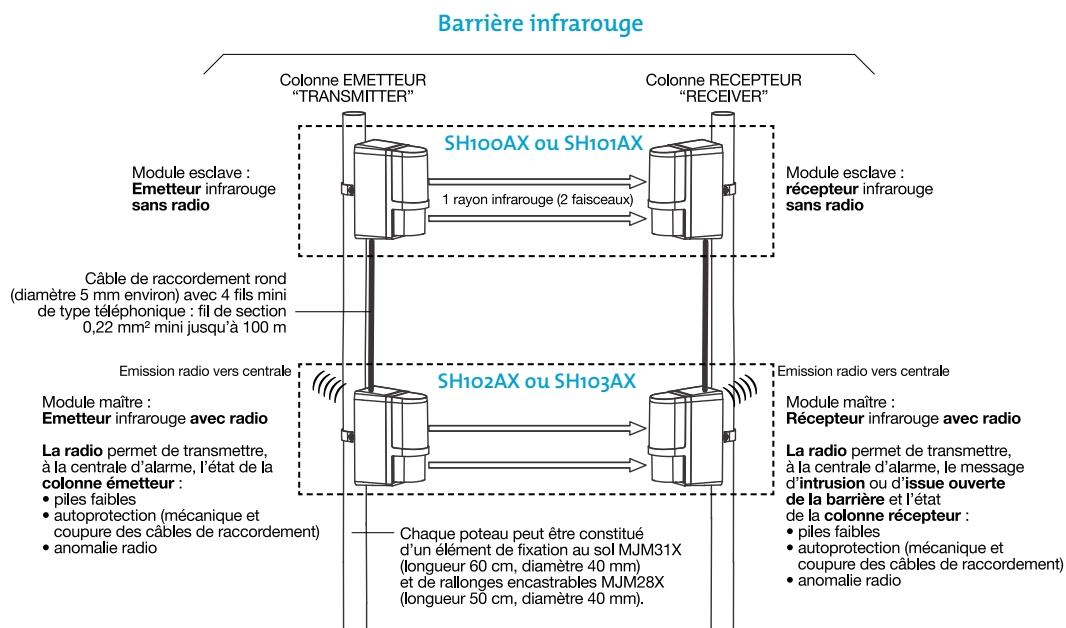 Barrière infrarouge
Colonne EMETTEUR
“TRANSMITTER”
Colonne RECEPTEUR
“RECEIVER”
SH100AX ou SH101AX
Module esclave :
Emetteur infrarouge
sans radio
1 rayon infrarouge (2 faisceaux)
Module esclave :
récepteur infrarouge
sans radio
Câble de raccordement rond
(diamètre 5 mm environ) avec 4 fils mini
de type téléphonique : fil de section
0,22 mm² mini jusqu’à 100 m
Emission radio vers centrale
SH102AX ou SH103AX
Emission radio vers centrale
Module maître :
Emetteur infrarouge avec radio
La radio permet de transmettre,
à la centrale d’alarme, l’état de la
colonne émetteur :
• piles faibles
• autoprotection (mécanique et
coupure des câbles de raccordement)
• anomalie radio
Module maître :
Récepteur infrarouge avec radio
La radio permet de transmettre,
à la centrale d’alarme, le message
d’intrusion ou d’issue ouverte
de la barrière et l’état
de la colonne récepteur :
• piles faibles
• autoprotection (mécanique et
coupure des câbles de raccordement)
• anomalie radio
Chaque poteau peut être constitué
d’un élément de fixation au sol MJM31X
(longueur 60 cm, diamètre 40 mm)
et de rallonges encastrables MJM28X
(longueur 50 cm, diamètre 40 mm).